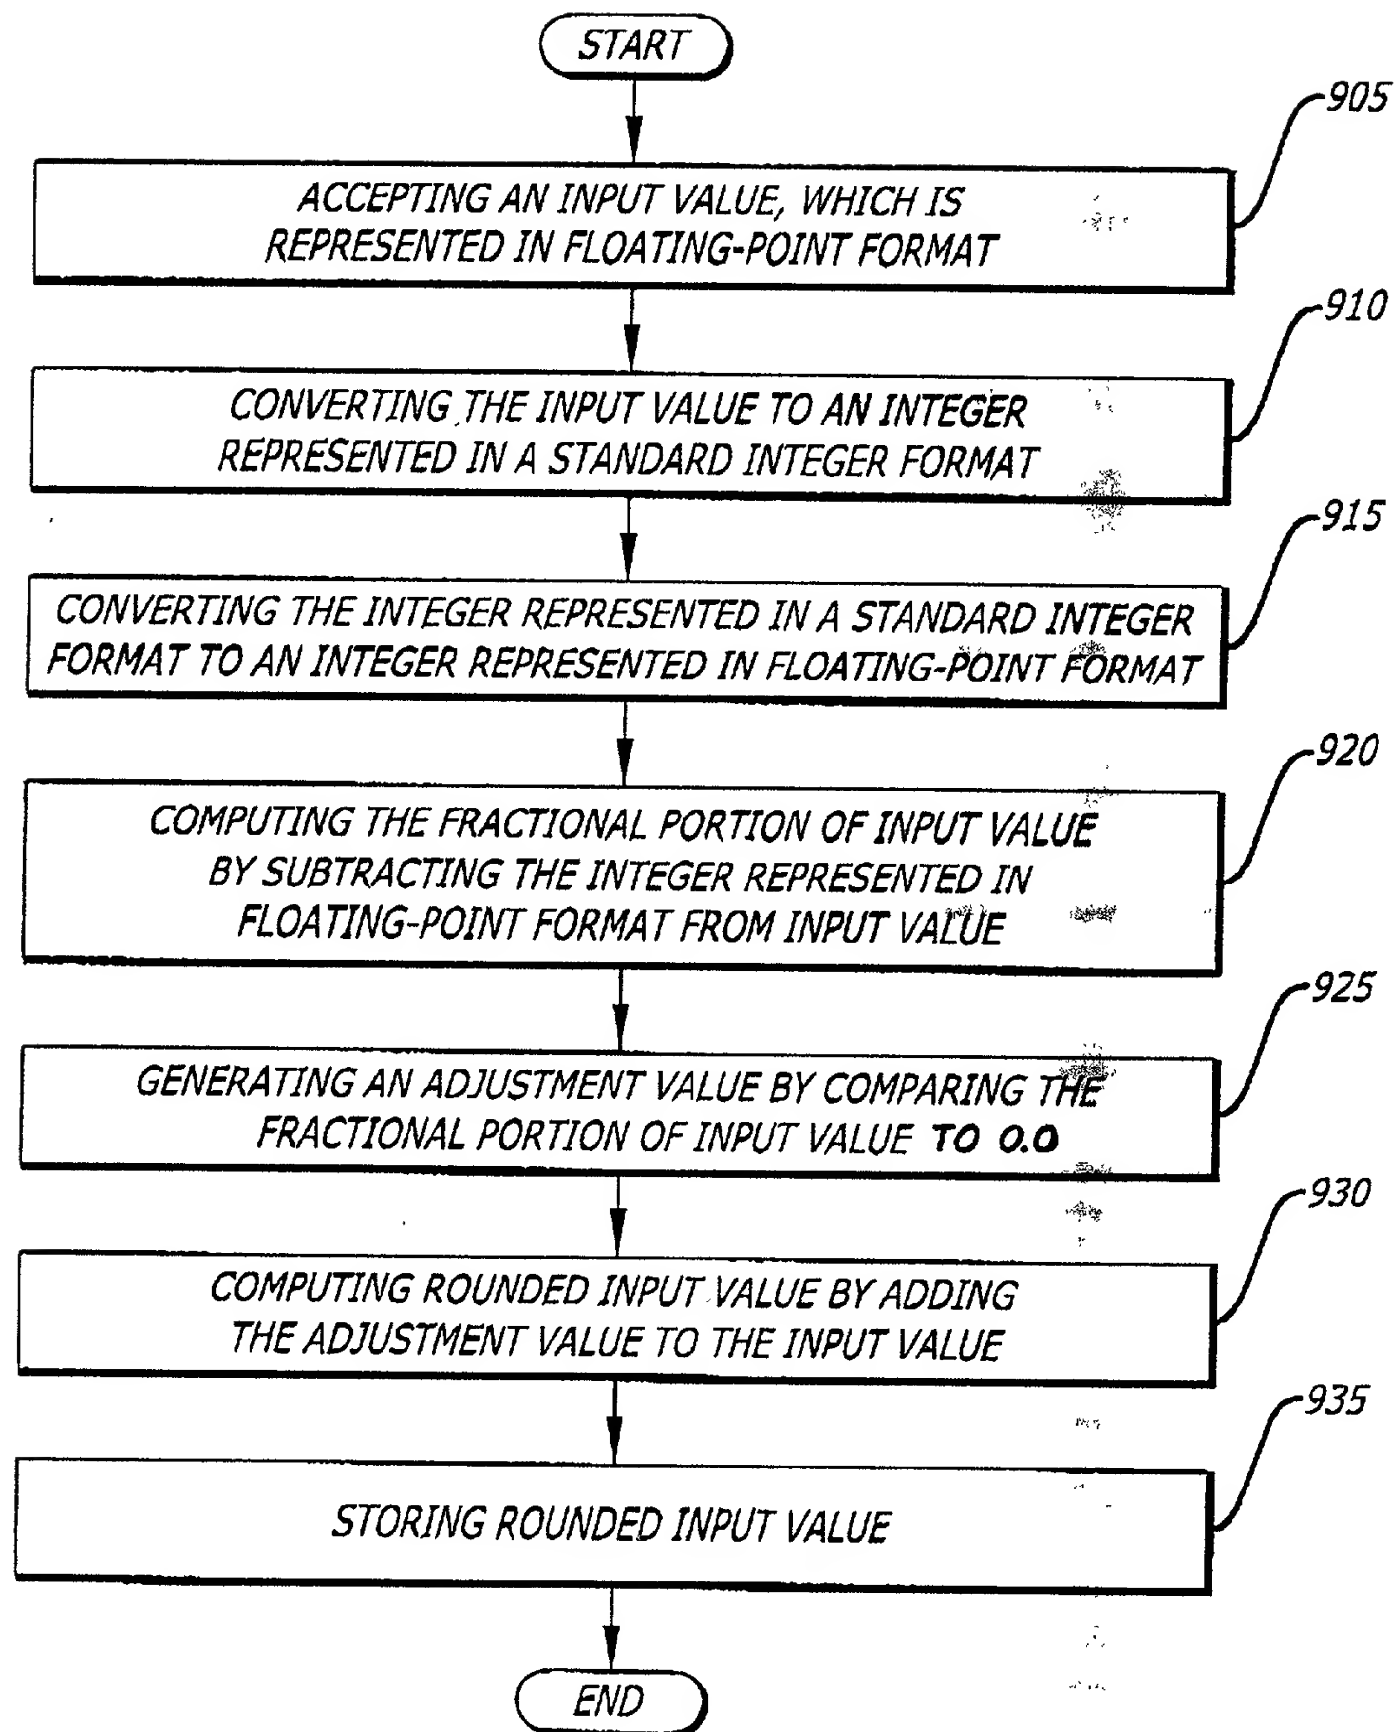 START
905
ACCEPTING AN INPUT VALUE, WHICH IS
REPRESENTED IN FLOATING-POINT FORMAT
910
CONVERTING THE INPUT VALUE TO AN INTEGER
REPRESENTED IN A STANDARD INTEGER FORMAT
915
CONVERTING THE INTEGER REPRESENTED IN A STANDARD INTEGER
FORMAT TO AN INTEGER REPRESENTED IN FLOATING-POINT FORMAT
920
COMPUTING THE FRACTIONAL PORTION OF INPUT VALUE
BY SUBTRACTING THE INTEGER REPRESENTED IN
FLOATING-POINT FORMAT FROM INPUT VALUE
925
GENERATING AN ADJUSTMENT VALUE BY COMPARING THE
FRACTIONAL PORTION OF INPUT VALUE TO 0.0
930
COMPUTING ROUNDED INPUT VALUE BY ADDING
THE ADJUSTMENT VALUE TO THE INPUT VALUE
935
STORING ROUNDED INPUT VALUE
END